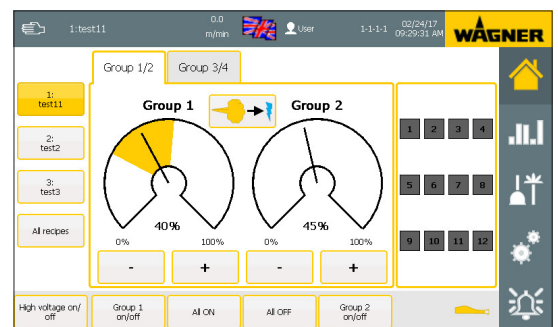 1:test11
0.0
m/min
User
1-1-1-1
02/24/17
09:29:31 AM
WAGNER
Group 1/2
Group 3/4
1:
test11
2:
test2
3:
test3
All recipes
Group 1
Group 2
40%
0%
100%
45%
0%
100%
-
+
-
+
1 2 3 4
5 6 7 8
9 10 11 12
High voltage on/
off
Group 1
on/off
All ON
All OFF
Group 2
on/off